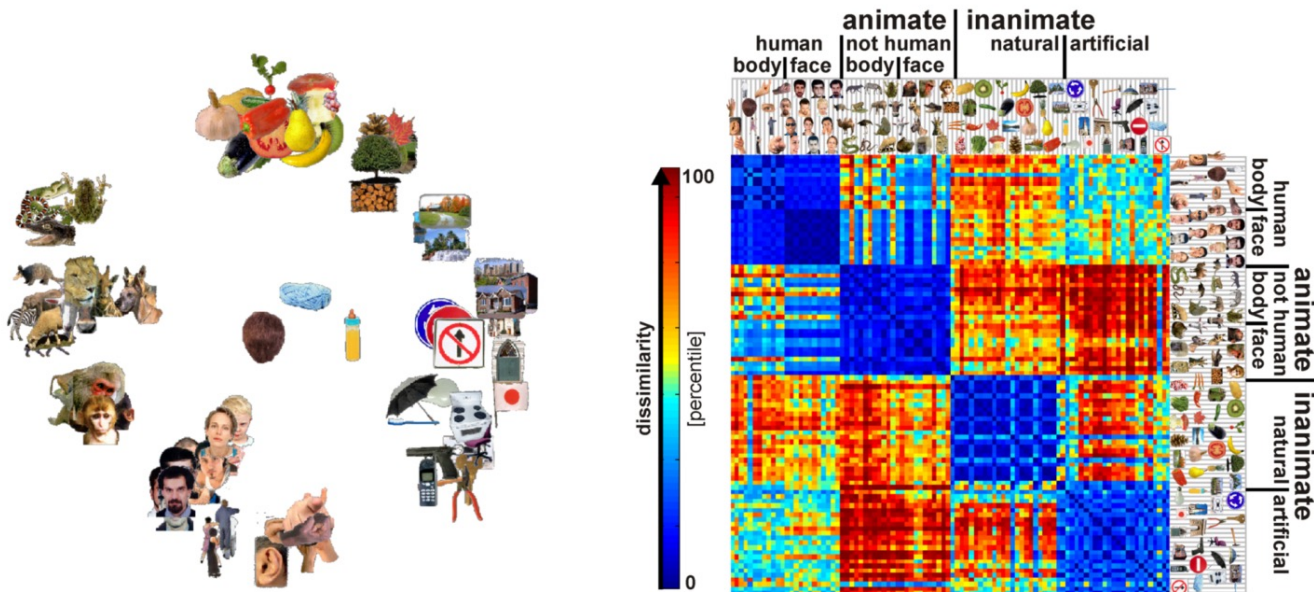 animate inanimate
human not human natural artificial
body face body face
100
dissimilarity
[percentile]
0
human
body face
animate
not human
body face
inanimate
natural
artificial